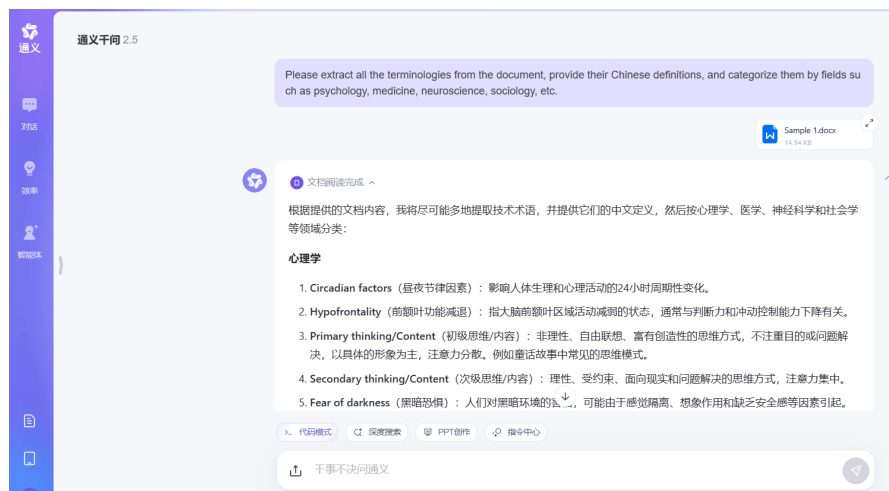 通义
通义千问 2.5
Please extract all the terminologies from the document, provide their Chinese definitions, and categorize them by fields su
ch as psychology, medicine, neuroscience, sociology, etc.
Sample 1.docx
14.94 KB
对话
文档阅读完成
效率
根据提供的文档内容，我将尽可能多地提取技术术语，并提供它们的中文定义，然后按心理学、医学、神经科学和社会学
等领域分类：
智能体
心理学
1. Circadian factors（昼夜节律因素）：影响人体生理和心理活动的24小时周期性变化。
2. Hypofrontality（前额叶功能减退）：指大脑前额叶区域活动减弱的状态，通常与判断力和冲动控制能力下降有关。
3. Primary thinking/Content（初级思维/内容）：非理性、自由联想、富有创造性的思维方式，不注重目的或问题解
决，以具体的形象为主，注意力分散。例如童话故事中常见的思维模式。
4. Secondary thinking/Content（次级思维/内容）：理性、受约束、面向现实和问题解决的思维方式，注意力集中。
5. Fear of darkness（黑暗恐惧）：人们对黑暗环境的，可能由于感觉隔离、想象作用和缺乏安全感等因素引起。
代码模式 深度搜索 PPT创作 指令中心
千事不决问通义